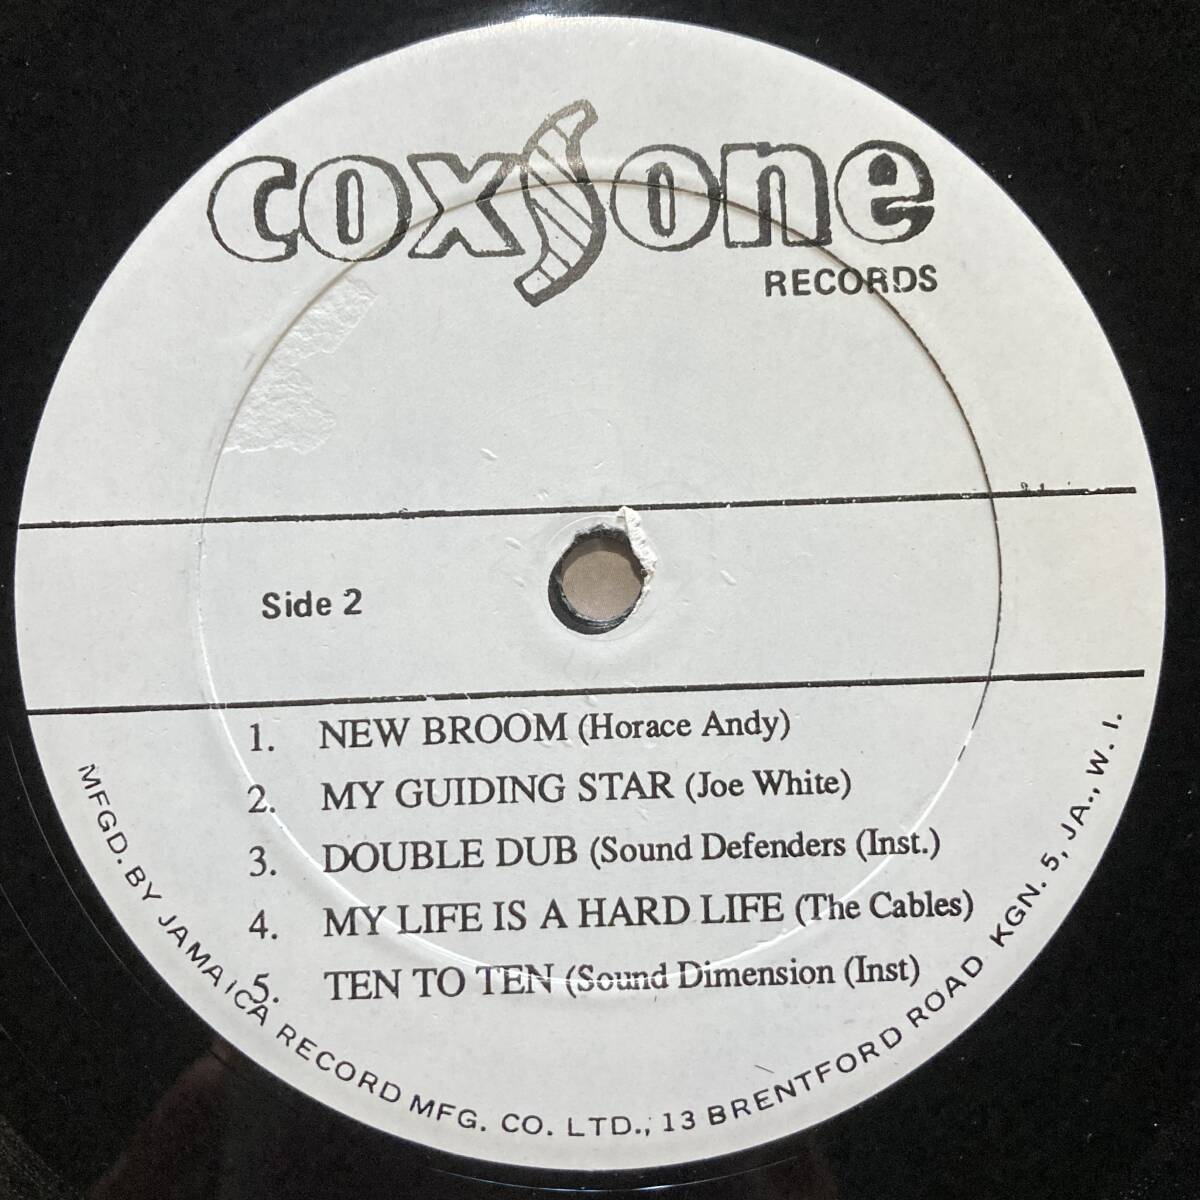 coxsone
RECORDS
Side 2
1. NEW BROOM (Horace Andy)
2. MY GUIDING STAR (Joe White)
3. DOUBLE DUB (Sound Defenders (Inst.)
4. MY LIFE IS A HARD LIFE (The Cables)
5. TEN TO TEN (Sound Dimension (Inst)
MFGD. BY JAMAICA RECORD MFG. CO. LTD., 13 BRENTFORD ROAD KGN. 5, JA., W. I.